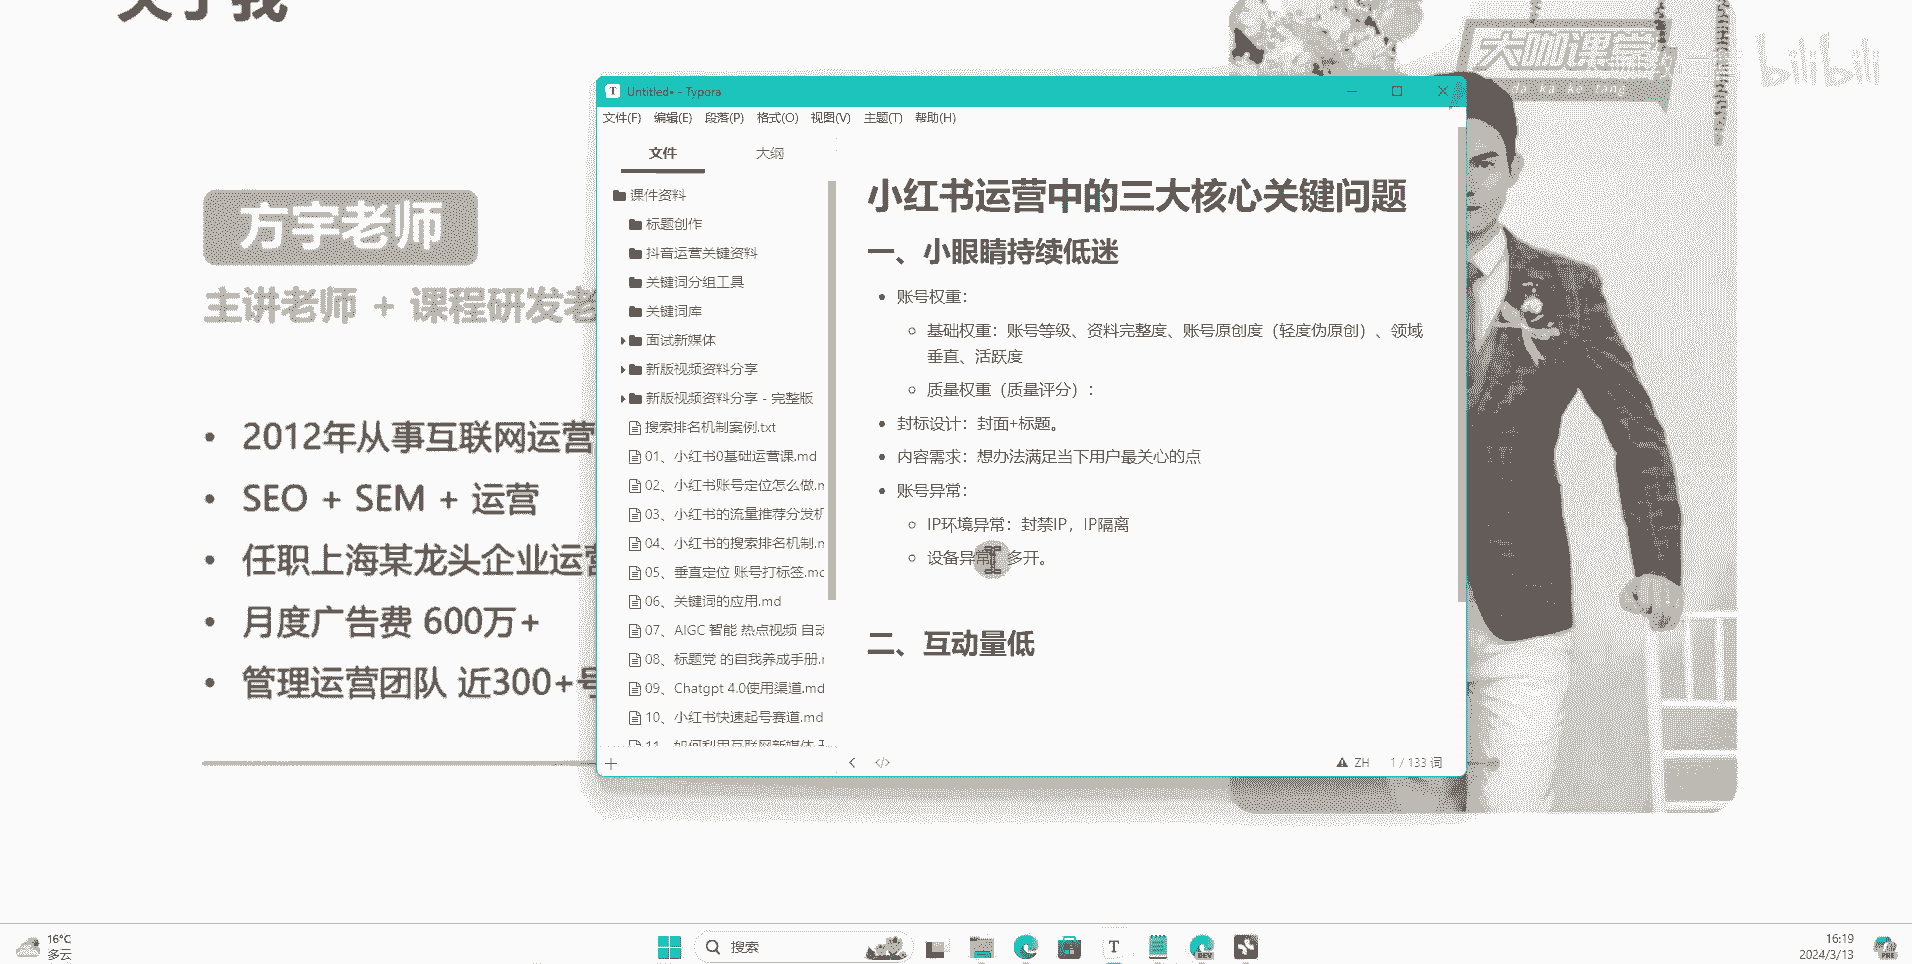 关于我
大咖课堂
da ka ke tang
bilibili
方宇老师
主讲老师 + 课程研发老
2012年从事互联网运营
SEO + SEM + 运营
任职上海某龙头企业运营
月度广告费 600万+
管理运营团队 近300+号
Untitled• - Typora
文件(F) 编辑(E) 段落(P) 格式(O) 视图(V) 主题(T) 帮助(H)
文件 大纲
课件资料
标题创作
抖音运营关键资料
关键词分组工具
关键词库
面试新媒体
新版视频资料分享
新版视频资料分享 - 完整版
搜索排名机制案例.txt
01、小红书0基础运营课.md
02、小红书账号定位怎么做.m
03、小红书的流量推荐分发机
04、小红书的搜索排名机制.m
05、垂直定位 账号打标签.md
06、关键词的应用.md
07、AIGC 智能 热点视频 自动
08、标题党 的自我养成手册.m
09、Chatgpt 4.0使用渠道.md
10、小红书快速起号赛道.md
11、如何利用互联网新媒体
小红书运营中的三大核心关键问题
一、小眼睛持续低迷
账号权重：
基础权重：账号等级、资料完整度、账号原创度（轻度伪原创）、领域
垂直、活跃度
质量权重（质量评分）：
封标设计：封面+标题。
内容需求：想办法满足当下用户最关心的点
账号异常：
IP环境异常：封禁IP，IP隔离
设备异常：多开。
二、互动量低
ZH 1 / 133 词
16°C
多云
搜索
16:19
2024/3/13